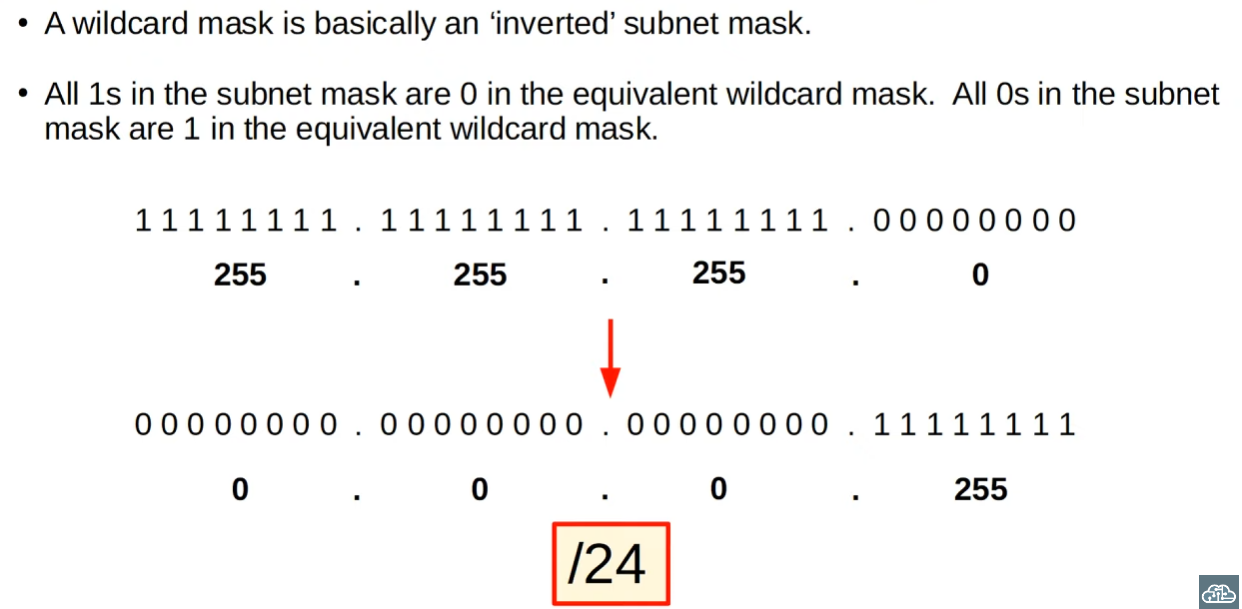 • A wildcard mask is basically an ‘inverted’ subnet mask.
• All 1s in the subnet mask are 0 in the equivalent wildcard mask.  All 0s in the subnet
mask are 1 in the equivalent wildcard mask.
1 1 1 1 1 1 1 1 . 1 1 1 1 1 1 1 1 . 1 1 1 1 1 1 1 1 . 0 0 0 0 0 0 0 0
255 . 255 . 255 . 0
0 0 0 0 0 0 0 0 . 0 0 0 0 0 0 0 0 . 0 0 0 0 0 0 0 0 . 1 1 1 1 1 1 1 1
0 . 0 . 0 . 255
/24